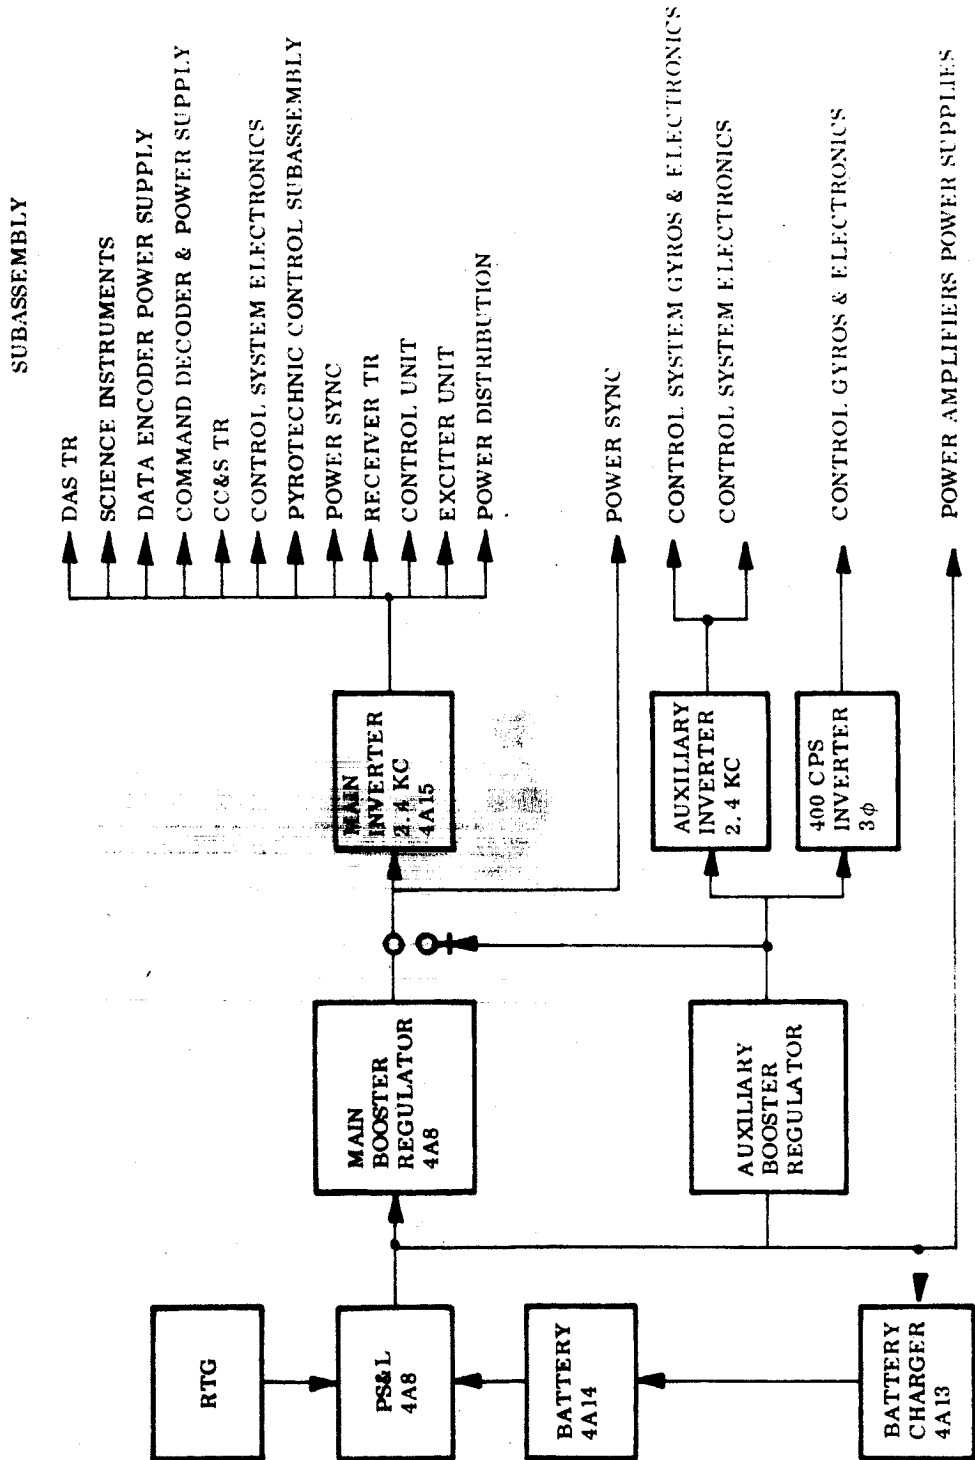 SUBASSEMBLY
DAS TR
SCIENCE INSTRUMENTS
DATA ENCODER POWER SUPPLY
COMMAND DECODER & POWER SUPPLY
CC&S TR
CONTROL SYSTEM ELECTRONICS
PYROTECHNIC CONTROL SUBASSEMBLY
POWER SYNC
RECEIVER TR
CONTROL UNIT
EXCITER UNIT
POWER DISTRIBUTION
POWER SYNC
CONTROL SYSTEM GYROS & ELECTRONICS
CONTROL SYSTEM ELECTRONICS
CONTROL GYROS & ELECTRONICS
POWER AMPLIFIERS POWER SUPPLIES
MAIN
INVERTER
2.4 KC
4A15
AUXILIARY
INVERTER
2.4 KC
400 CPS
INVERTER
3φ
MAIN
BOOSTER
REGULATOR
4A8
AUXILIARY
BOOSTER
REGULATOR
RTG
PS&L
4A8
BATTERY
4A14
BATTERY
CHARGER
4A13